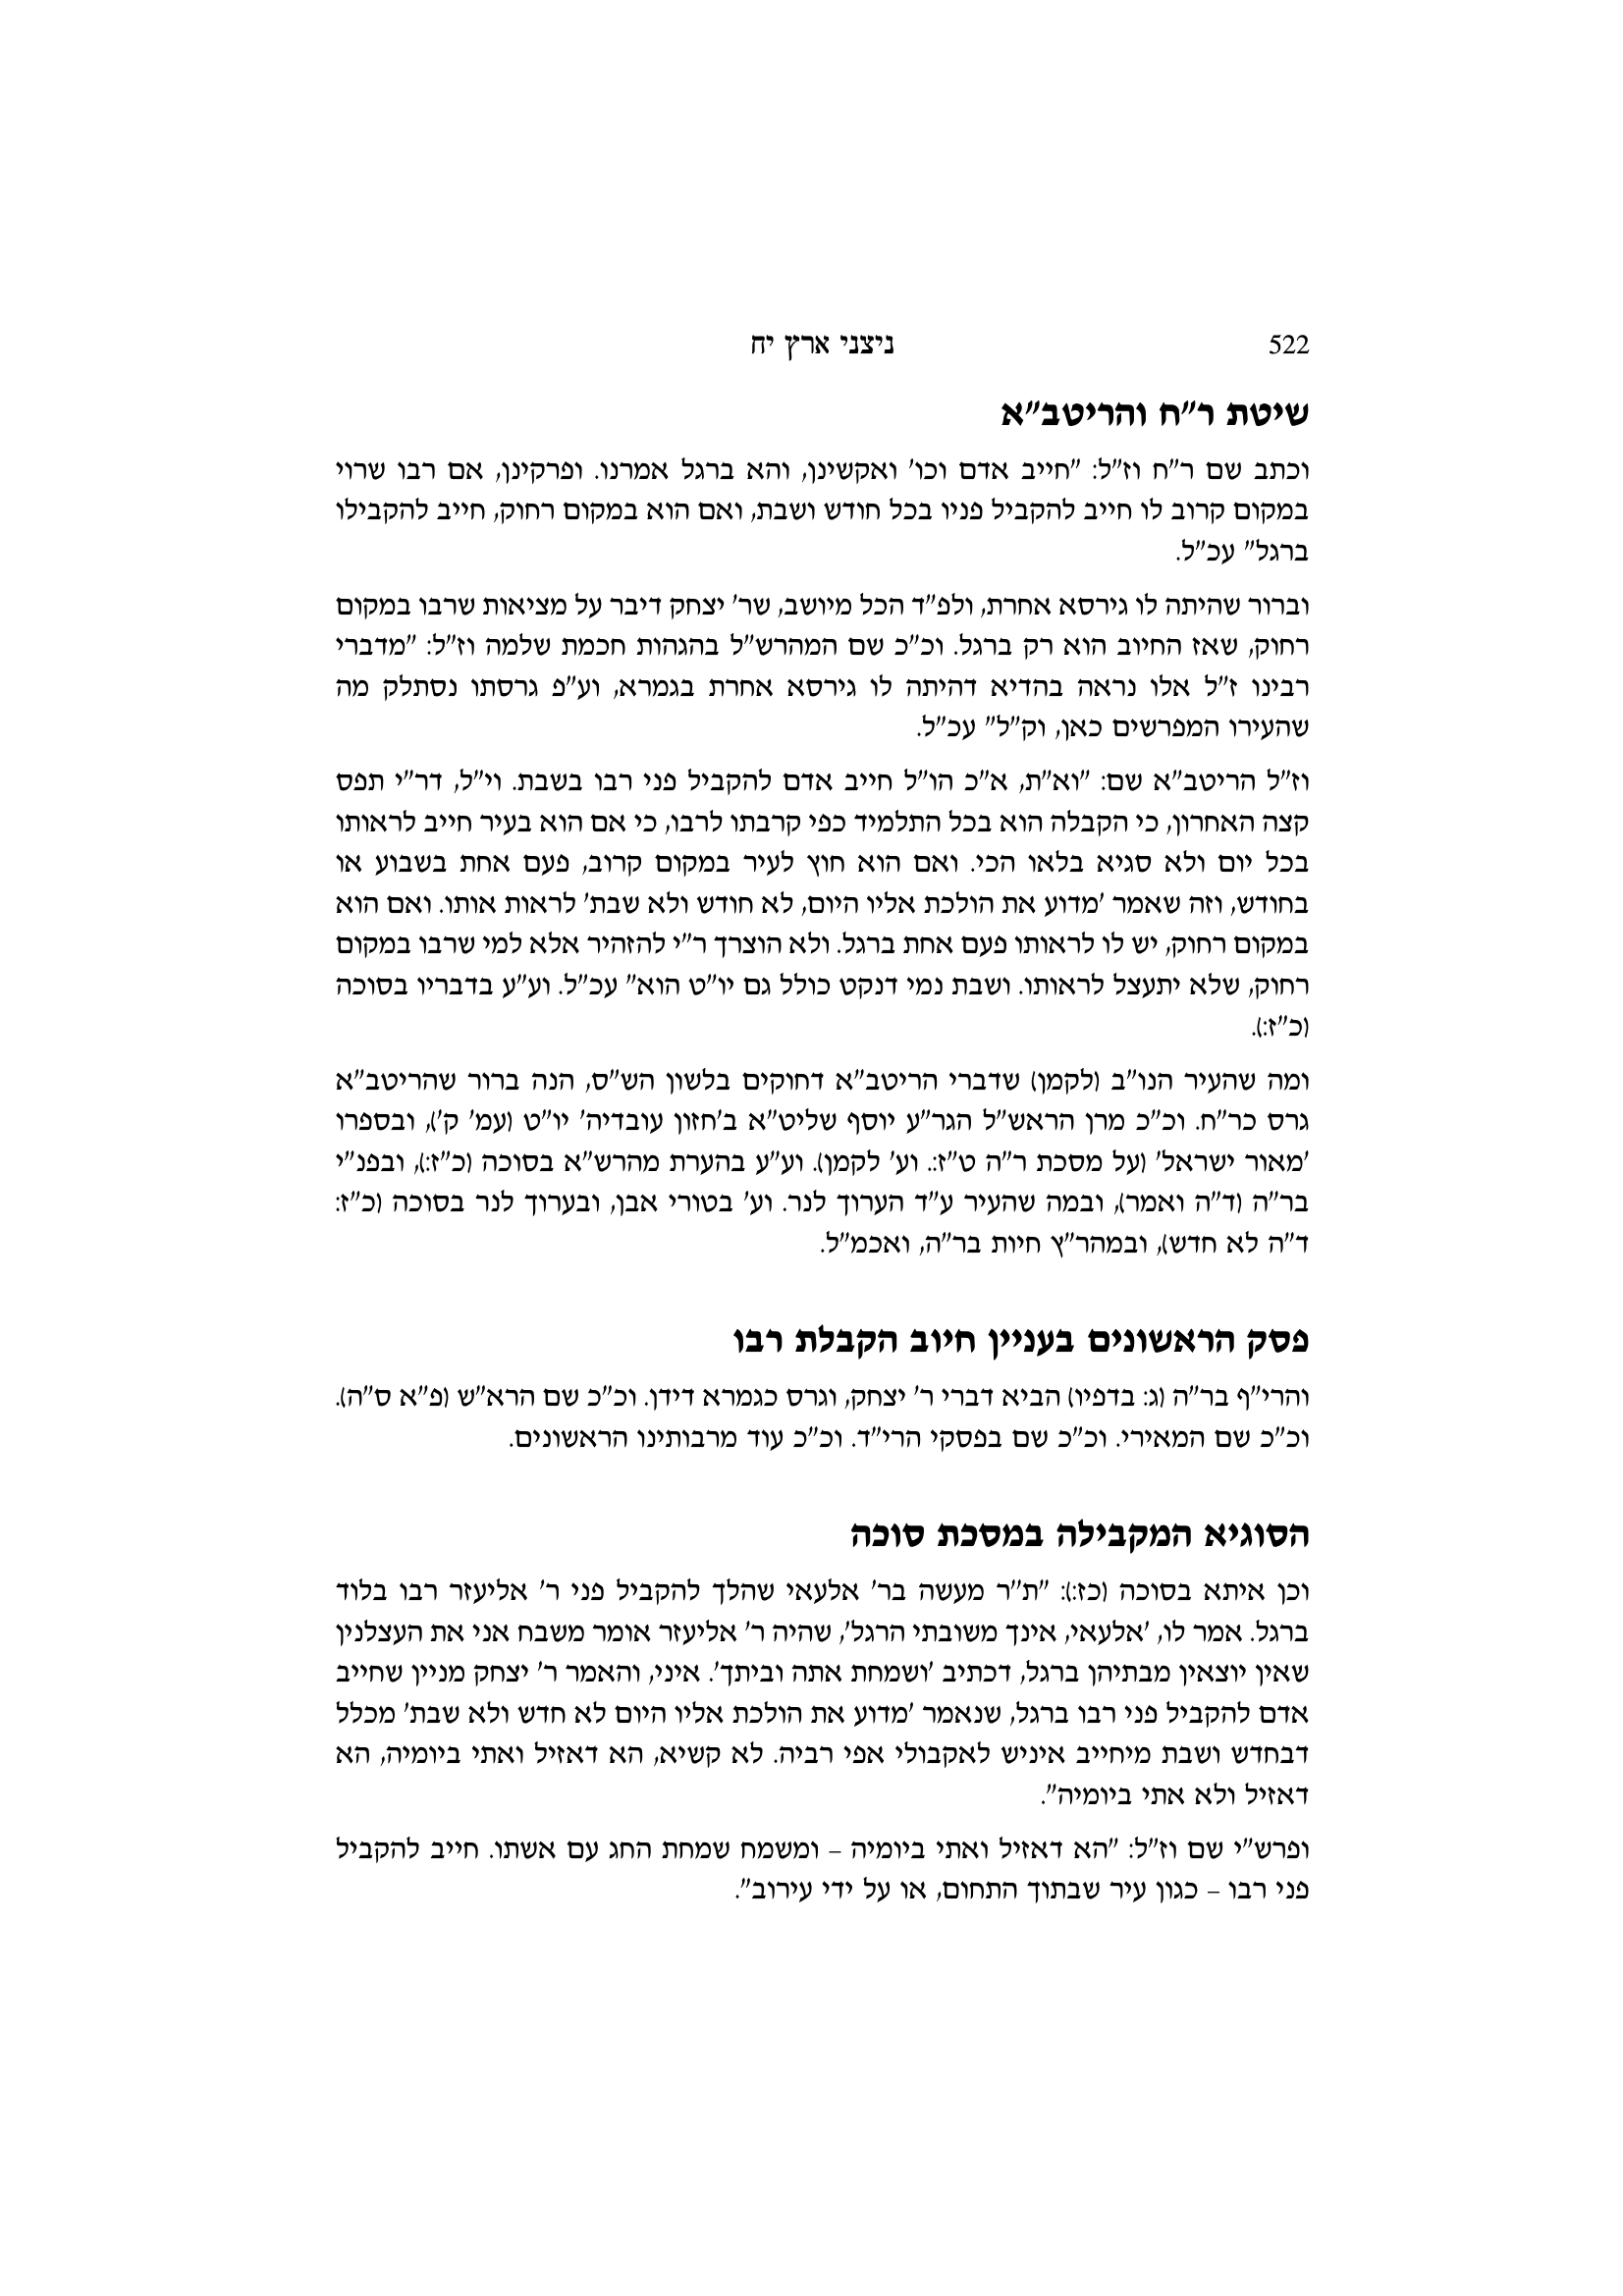 522 ניצני ארץ יח
שיטת ר"ח והריטב"א
וכתב שם ר"ח וז"ל: "חייב אדם וכו' ואקשינן, והא ברגל אמרנו. ופרקינן, אם רבו שרוי
במקום קרוב לו חייב להקביל פניו בכל חודש ושבת, ואם הוא במקום רחוק, חייב להקבילו
ברגל" עכ"ל.
וברור שהיתה לו גירסא אחרת, ולפ"ד הכל מיושב, שר' יצחק דיבר על מציאות שרבו במקום
רחוק, שאז החיוב הוא רק ברגל. וכ"כ שם המהרש"ל בהגהות חכמת שלמה וז"ל: "מדברי
רבינו ז"ל אלו נראה בהדיא דהיתה לו גירסא אחרת בגמרא, וע"פ גרסתו נסתלק מה
שהעירו המפרשים כאן, וק"ל" עכ"ל.
וז"ל הריטב"א שם: "וא"ת, א"כ הו"ל חייב אדם להקביל פני רבו בשבת. וי"ל, דר"י תפס
קצה האחרון, כי הקבלה הוא בכל התלמיד כפי קרבתו לרבו, כי אם הוא בעיר חייב לראותו
בכל יום ולא סגיא בלאו הכי. ואם הוא חוץ לעיר במקום קרוב, פעם אחת בשבוע או
בחודש, וזה שאמר 'מדוע את הולכת אליו היום, לא חודש ולא שבת' לראות אותו. ואם הוא
במקום רחוק, יש לו לראותו פעם אחת ברגל. ולא הוצרך ר"י להזהיר אלא למי שרבו במקום
רחוק, שלא יתעצל לראותו. ושבת נמי דנקט כולל גם יו"ט הוא" עכ"ל. וע"ע בדבריו בסוכה
(כ"ז:).
ומה שהעיר הנו"ב (לקמן) שדברי הריטב"א דחוקים בלשון הש"ס, הנה ברור שהריטב"א
גרס כר"ח. וכ"כ מרן הראש"ל הגר"ע יוסף שליט"א ב'חזון עובדיה' יו"ט (עמ' ק'), ובספרו
'מאור ישראל' (על מסכת ר"ה ט"ז:. וע' לקמן). וע"ע בהערת מהרש"א בסוכה (כ"ז:), ובפנ"י
בר"ה (ד"ה ואמר), ובמה שהעיר ע"ד הערוך לנר. וע' בטורי אבן, ובערוך לנר בסוכה (כ"ז:
ד"ה לא חדש), ובמהר"ץ חיות בר"ה, ואכמ"ל.
פסק הראשונים בעניין חיוב הקבלת רבו
והרי"ף בר"ה (ג: בדפיו) הביא דברי ר' יצחק, וגרס כגמרא דידן. וכ"כ שם הרא"ש (פ"א ס"ה).
וכ"כ שם המאירי. וכ"כ שם בפסקי הרי"ד. וכ"כ עוד מרבותינו הראשונים.
הסוגיא המקבילה במסכת סוכה
וכן איתא בסוכה (כז:): "ת"ר מעשה בר' אלעאי שהלך להקביל פני ר' אליעזר רבו בלוד
ברגל. אמר לו, 'אלעאי, אינך משובתי הרגל', שהיה ר' אליעזר אומר משבח אני את העצלנין
שאין יוצאין מבתיהן ברגל, דכתיב 'ושמחת אתה וביתך'. איני, והאמר ר' יצחק מניין שחייב
אדם להקביל פני רבו ברגל, שנאמר 'מדוע את הולכת אליו היום לא חדש ולא שבת' מכלל
דבחדש ושבת מיחייב איניש לאקבולי אפי רביה. לא קשיא, הא דאזיל ואתי ביומיה, הא
דאזיל ולא אתי ביומיה".
ופרש"י שם וז"ל: "הא דאזיל ואתי ביומיה – ומשמח שמחת החג עם אשתו. חייב להקביל
פני רבו – כגון עיר שבתוך התחום, או על ידי עירוב".